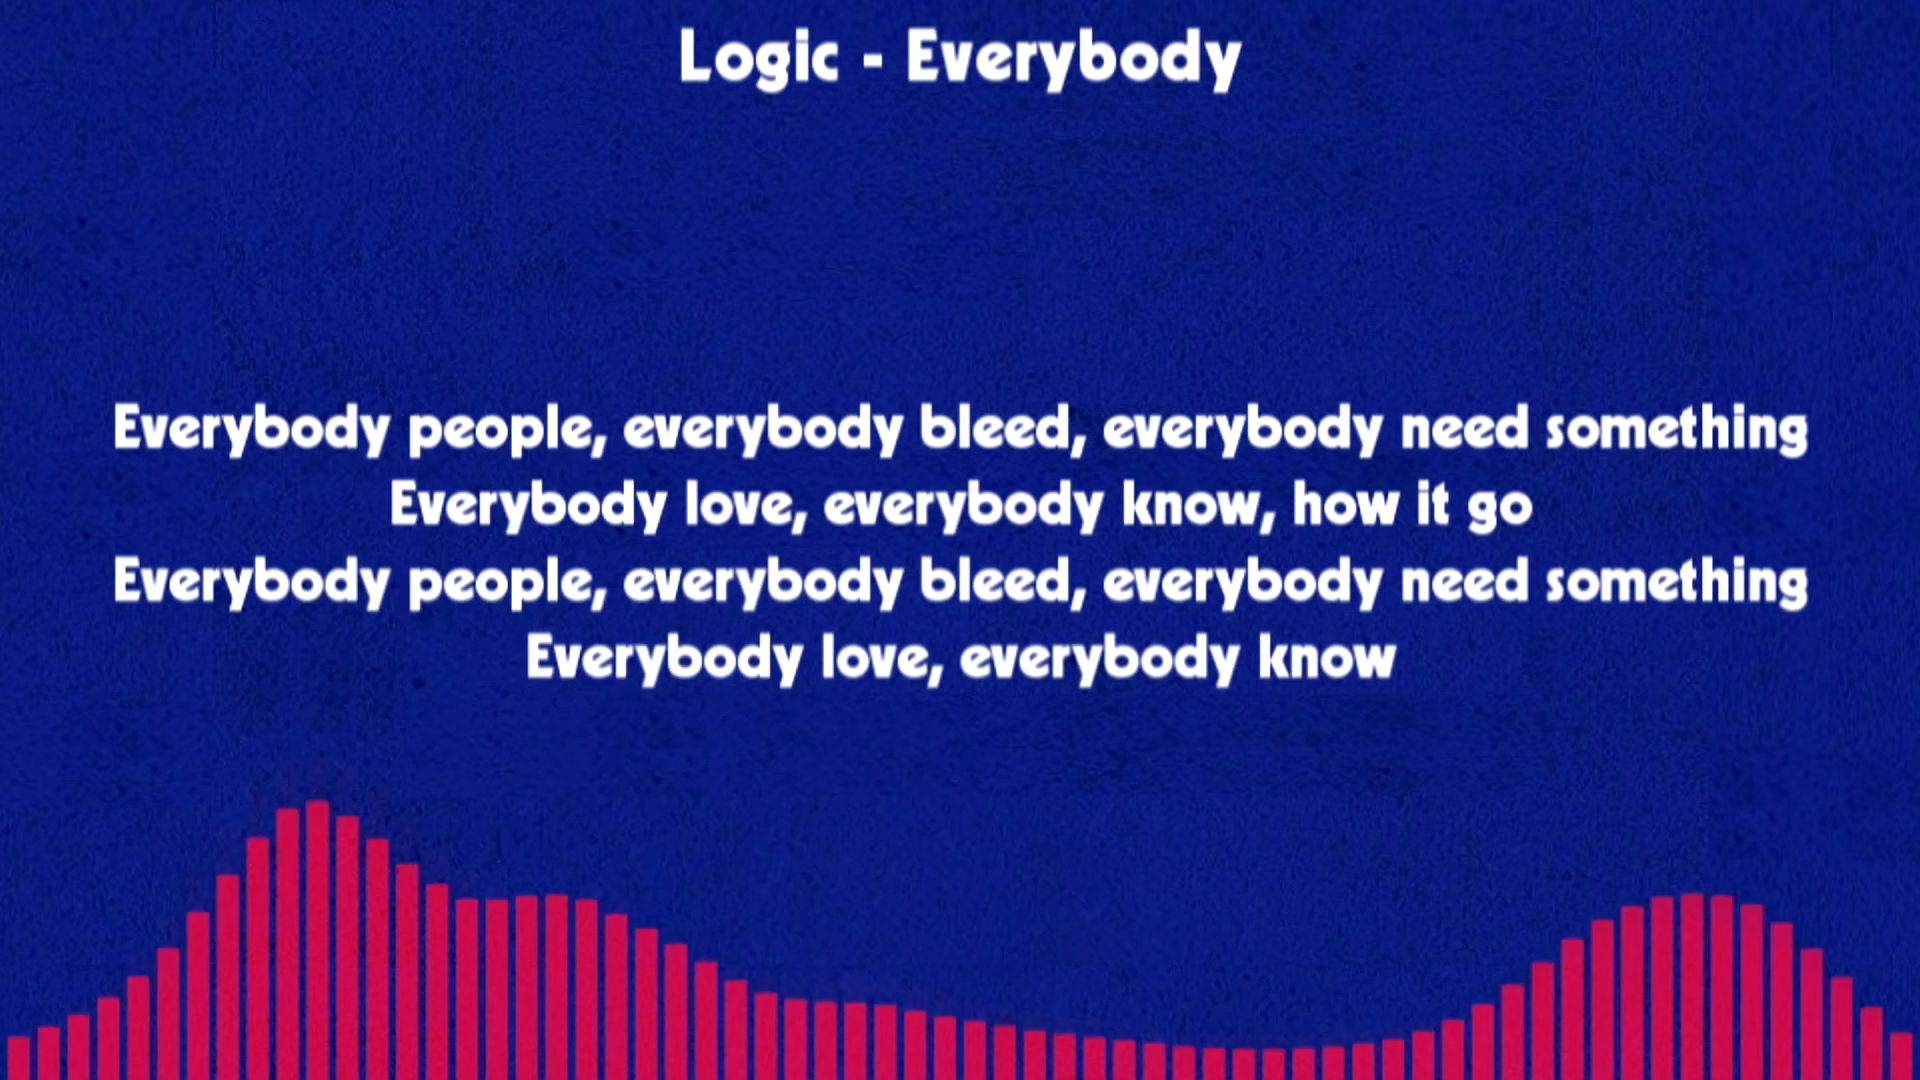 Logic - Everybody
Everybody people, everybody bleed, everybody need something
Everybody love, everybody know, how it go
Everybody people, everybody bleed, everybody need something
Everybody love, everybody know